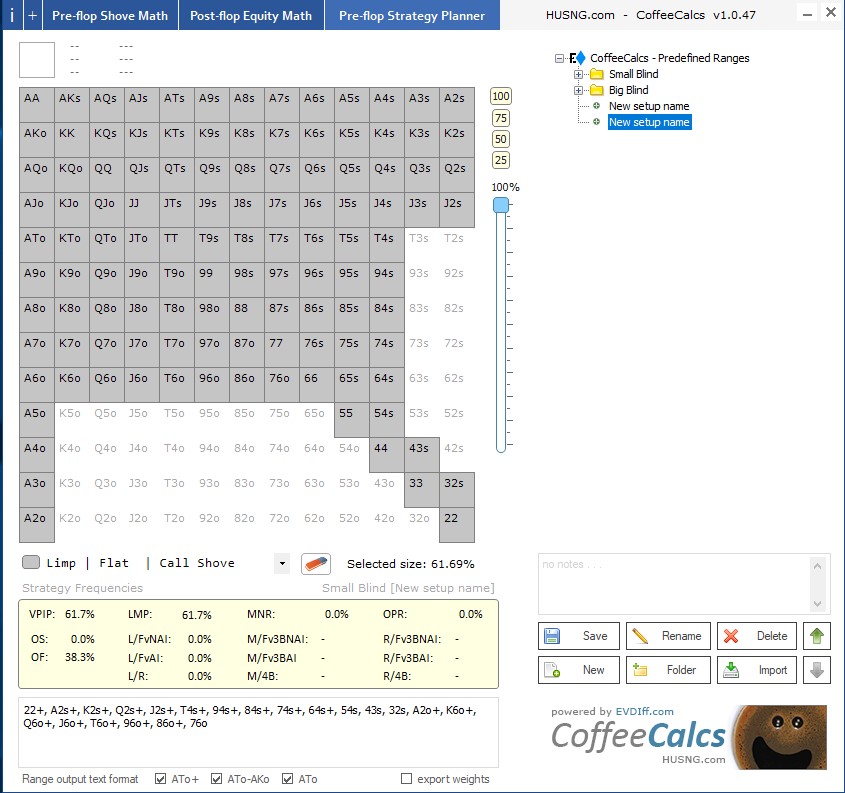 i + Pre-flop Shove Math Post-flop Equity Math Pre-flop Strategy Planner HUSNG.com - CoffeeCalcs v1.0.47
-- ---
-- ---
-- ---
AA AKs AQs AJs ATs A9s A8s A7s A6s A5s A4s A3s A2s
AKo KK KQs KJs KTs K9s K8s K7s K6s K5s K4s K3s K2s
AQo KQo QQ QJs QTs Q9s Q8s Q7s Q6s Q5s Q4s Q3s Q2s
AJo KJo QJo JJ JTs J9s J8s J7s J6s J5s J4s J3s J2s
ATo KTo QTo JTo TT T9s T8s T7s T6s T5s T4s T3s T2s
A9o K9o Q9o J9o T9o 99 98s 97s 96s 95s 94s 93s 92s
A8o K8o Q8o J8o T8o 98o 88 87s 86s 85s 84s 83s 82s
A7o K7o Q7o J7o T7o 97o 87o 77 76s 75s 74s 73s 72s
A6o K6o Q6o J6o T6o 96o 86o 76o 66 65s 64s 63s 62s
A5o K5o Q5o J5o T5o 95o 85o 75o 65o 55 54s 53s 52s
A4o K4o Q4o J4o T4o 94o 84o 74o 64o 54o 44 43s 42s
A3o K3o Q3o J3o T3o 93o 83o 73o 63o 53o 43o 33 32s
A2o K2o Q2o J2o T2o 92o 82o 72o 62o 52o 42o 32o 22
100
75
50
25
100%
CoffeeCalcs - Predefined Ranges
Small Blind
Big Blind
New setup name
New setup name
Limp | Flat | Call Shove Selected size: 61.69%
Strategy Frequencies Small Blind [New setup name]
VPIP: 61.7% LMP: 61.7% MNR: 0.0% OPR: 0.0%
OS: 0.0% L/FvNAI: 0.0% M/Fv3BNAI: - R/Fv3BNAI: -
OF: 38.3% L/FvAI: 0.0% M/Fv3BAI - R/Fv3BAI: -
L/R: 0.0% M/4B: - R/4B: -
22+, A2s+, K2s+, Q2s+, J2s+, T4s+, 94s+, 84s+, 74s+, 64s+, 54s, 43s, 32s, A2o+, K6o+,
Q6o+, J6o+, T6o+, 96o+, 86o+, 76o
Range output text format ATo+ ATo-AKo ATo export weights
no notes . . .
Save Rename Delete
New Folder Import
powered by EVDIff.com
CoffeeCalcs
HUSNG.com